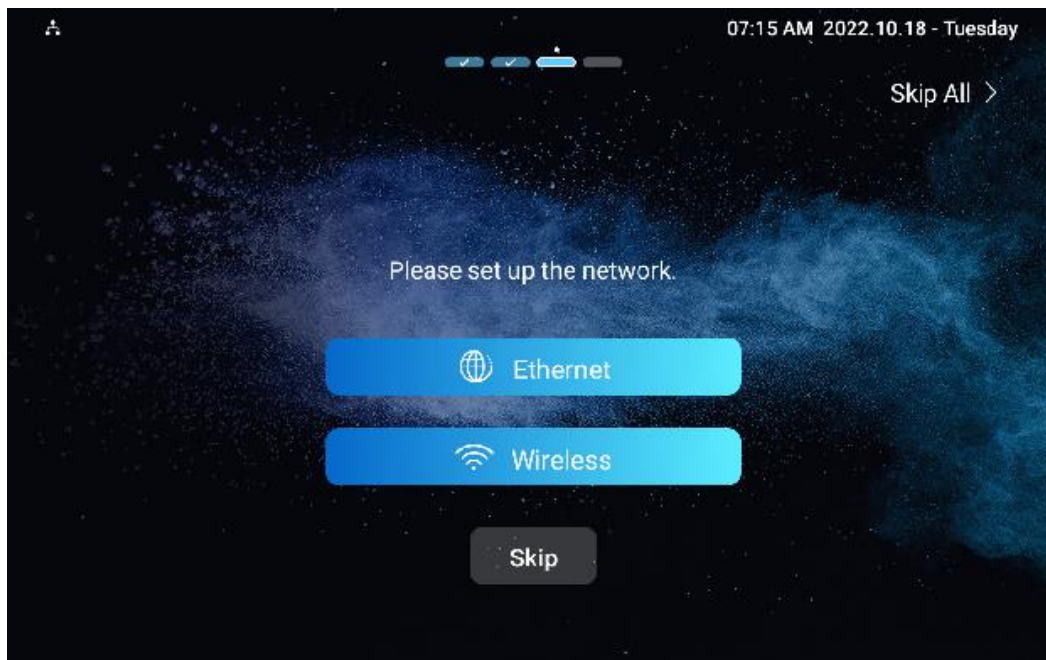 07:15 AM 2022.10.18 - Tuesday
Skip All
Please set up the network.
Ethernet
Wireless
Skip